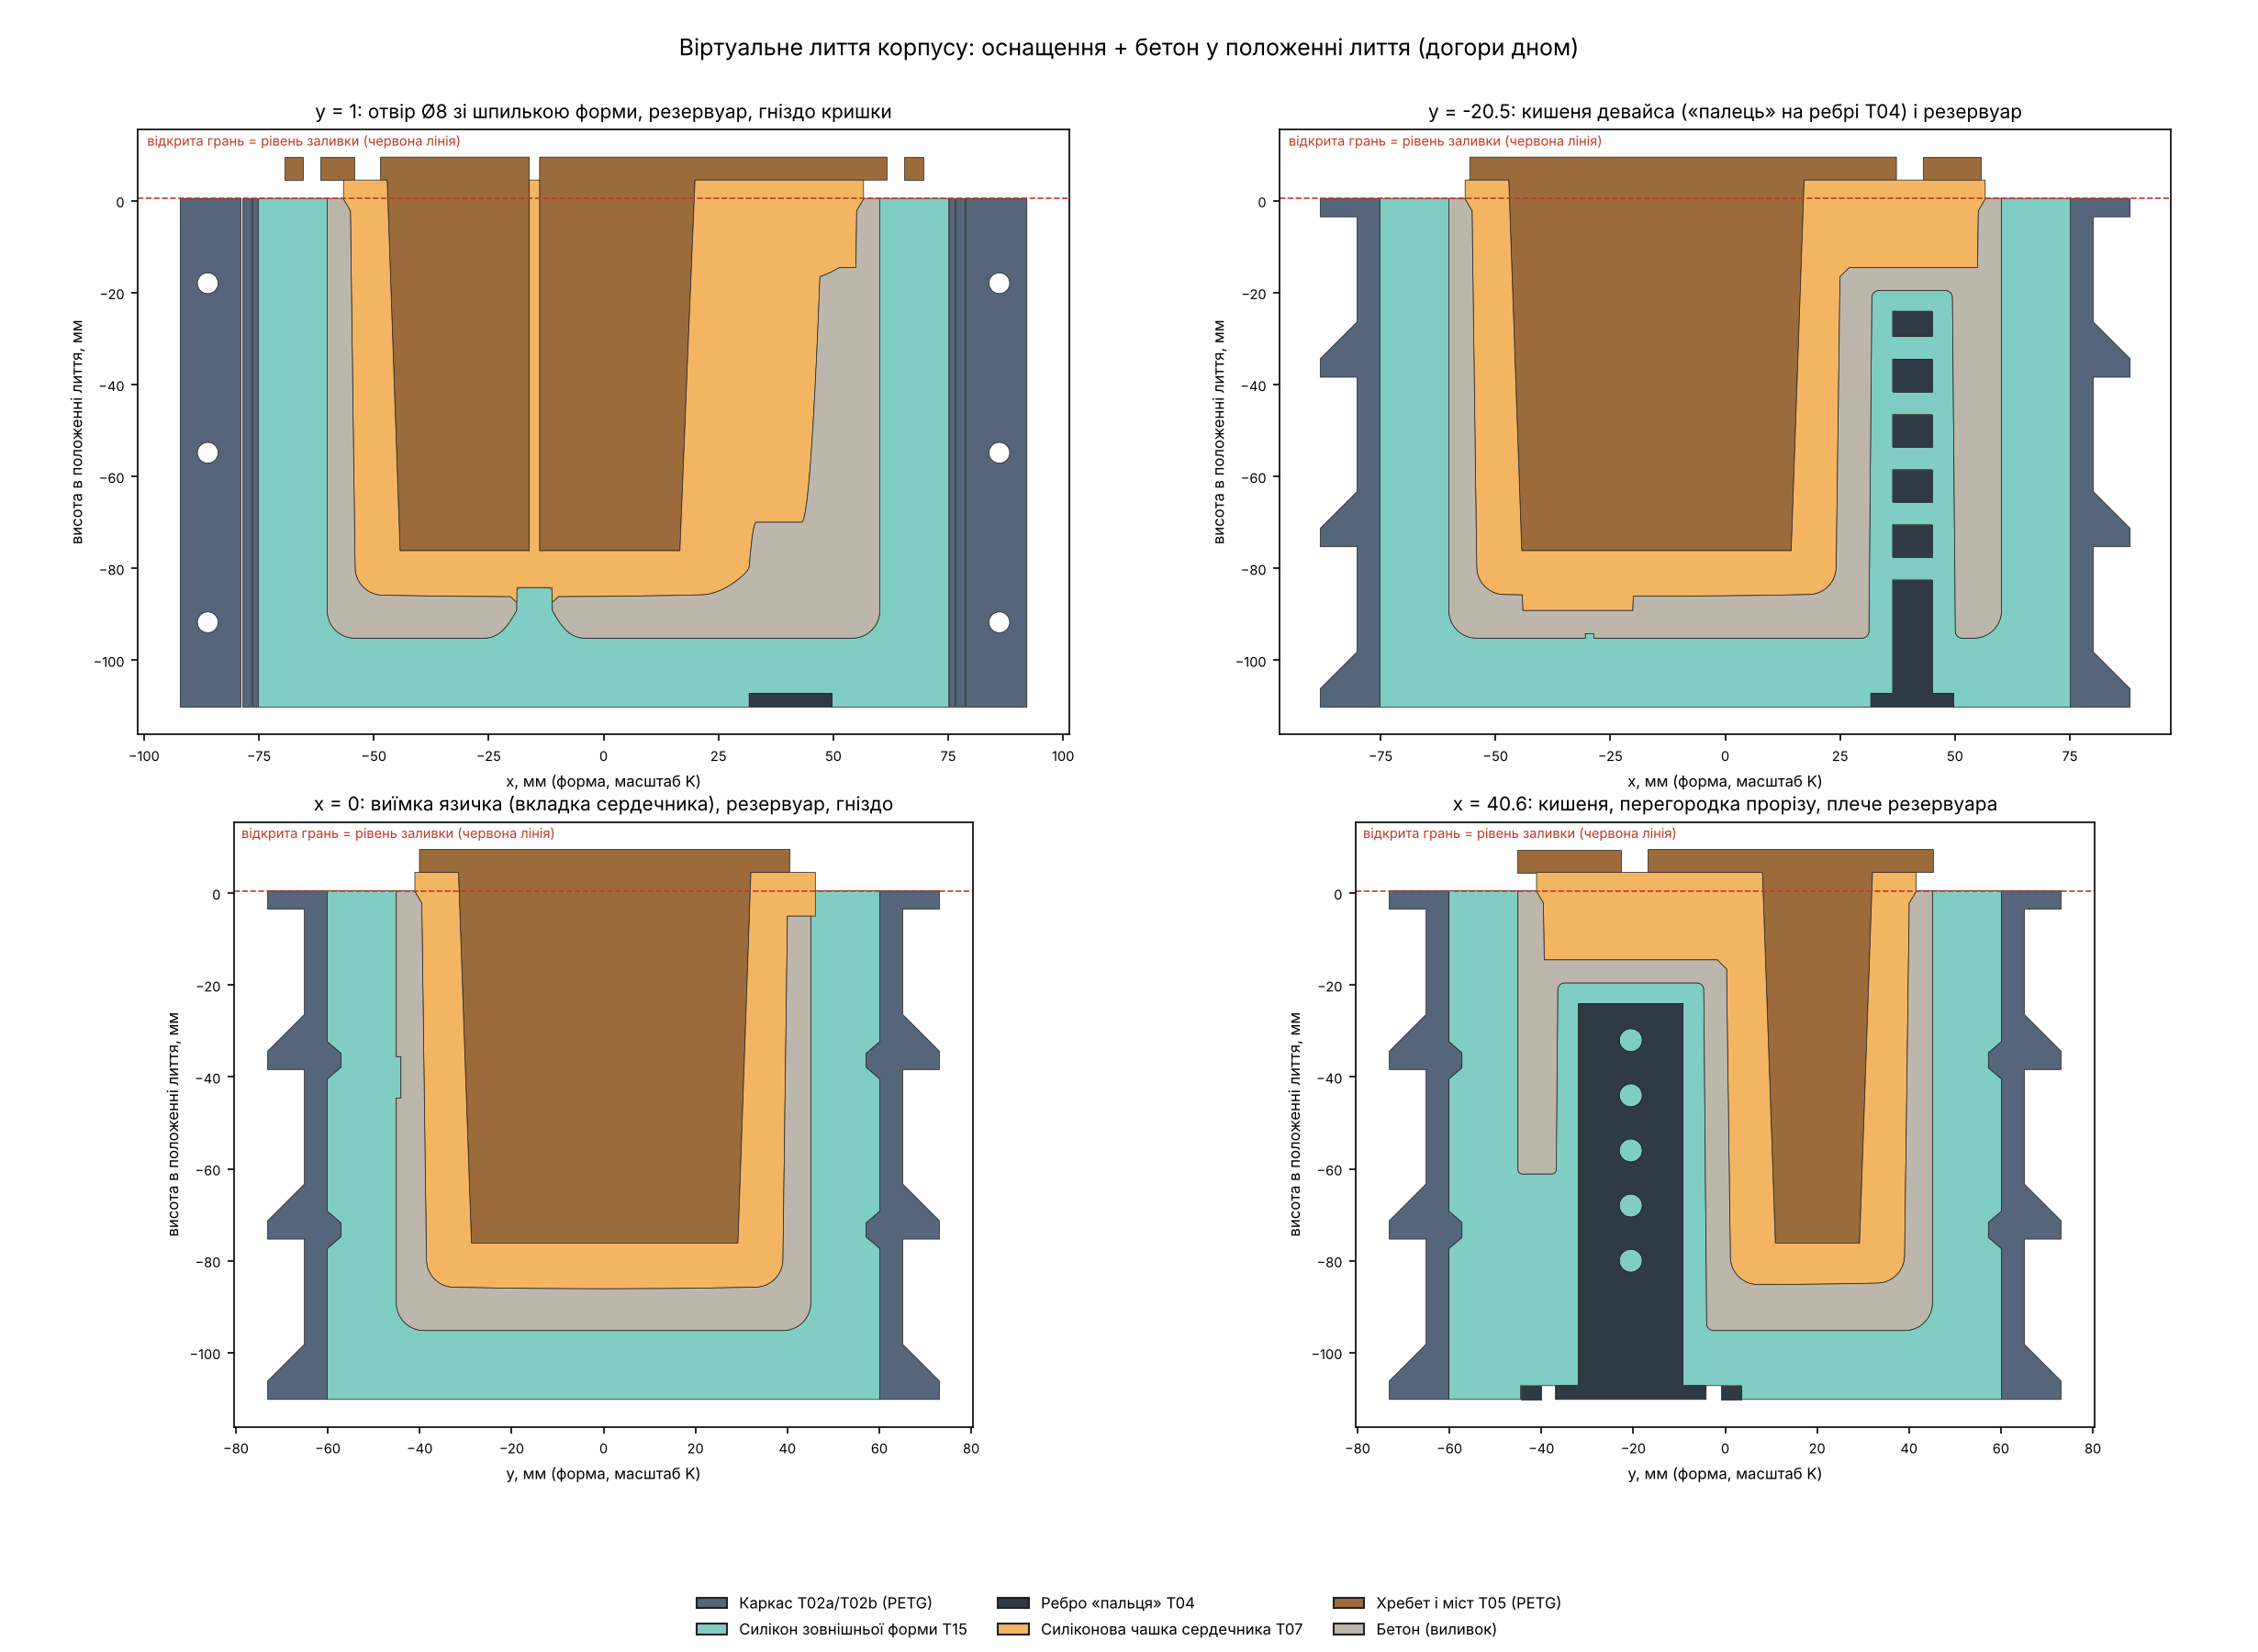 Віртуальне лиття корпусу: оснащення + бетон у положенні лиття (догори дном)
y = 1: отвір Ø8 зі шпилькою форми, резервуар, гніздо кришки
відкрита грань = рівень заливки (червона лінія)
висота в положенні лиття, мм
0
−20
−40
−60
−80
−100
−100 −75 −50 −25 0 25 50 75 100
x, мм (форма, масштаб K)
y = -20.5: кишеня девайса («палець» на ребрі T04) і резервуар
відкрита грань = рівень заливки (червона лінія)
висота в положенні лиття, мм
0
−20
−40
−60
−80
−100
−75 −50 −25 0 25 50 75
x, мм (форма, масштаб K)
x = 0: виїмка язичка (вкладка сердечника), резервуар, гніздо
відкрита грань = рівень заливки (червона лінія)
висота в положенні лиття, мм
0
−20
−40
−60
−80
−100
−80 −60 −40 −20 0 20 40 60 80
y, мм (форма, масштаб K)
x = 40.6: кишеня, перегородка прорізу, плече резервуара
відкрита грань = рівень заливки (червона лінія)
висота в положенні лиття, мм
0
−20
−40
−60
−80
−100
−80 −60 −40 −20 0 20 40 60 80
y, мм (форма, масштаб K)
Каркас T02a/T02b (PETG)
Силікон зовнішньої форми T15
Ребро «пальця» T04
Силіконова чашка сердечника T07
Хребет і міст T05 (PETG)
Бетон (виливок)